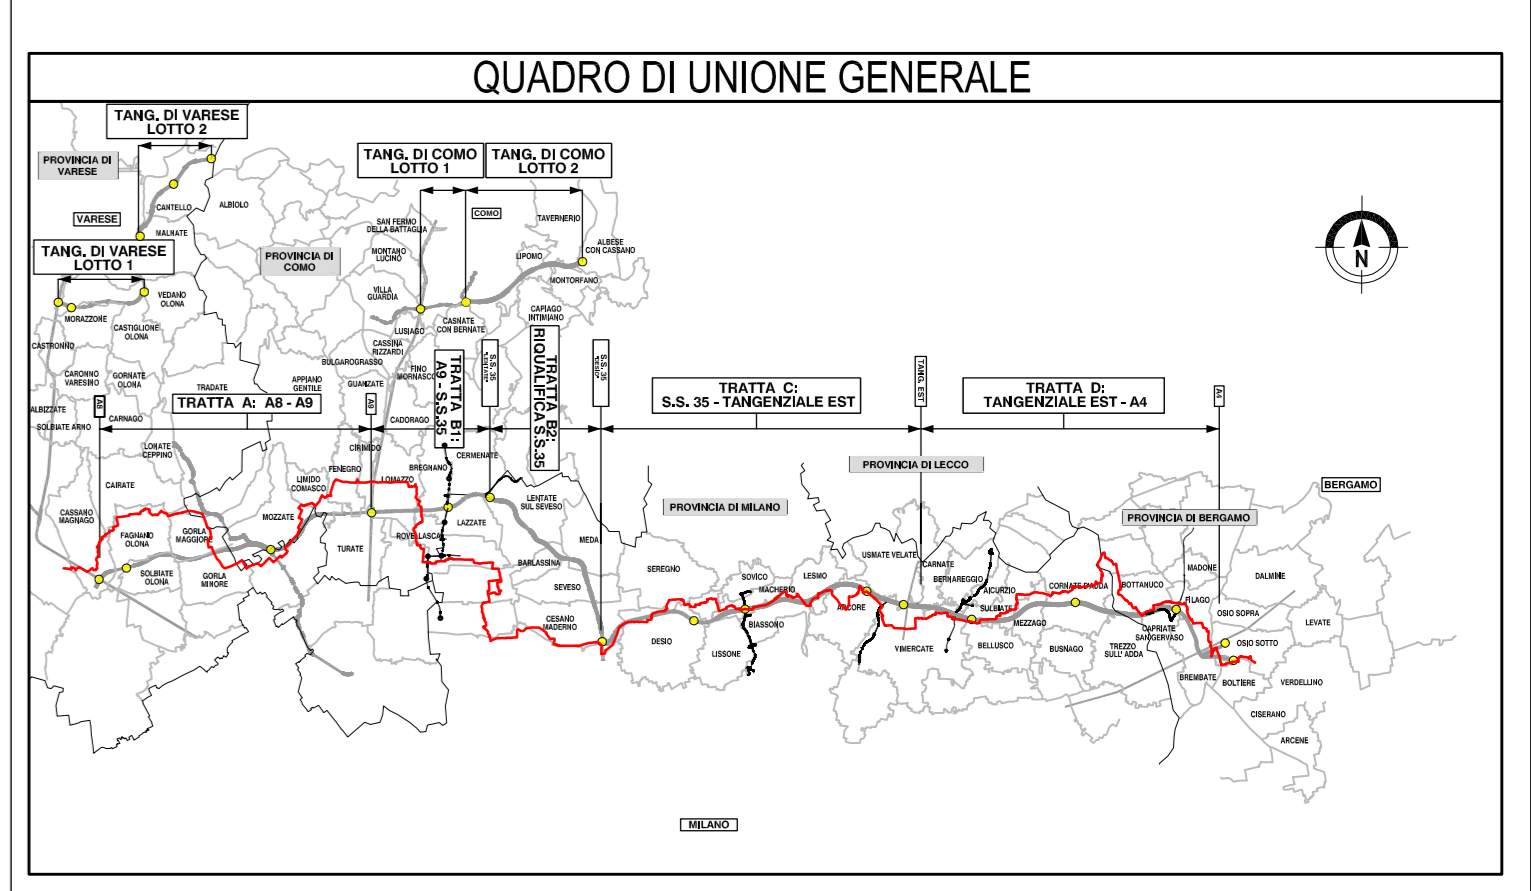 QUADRO DI UNIONE GENERALE
TANG. DI VARESE
LOTTO 2
PROVINCIA DI
VARESE
TANG. DI COMO
LOTTO 1
TANG. DI COMO
LOTTO 2
CANTELLO
ALBIOLO
VARESE
MALNATE
SAN FERMO
DELLA BATTAGLIA
COMO
TAVERNERIO
TANG. DI VARESE
LOTTO 1
PROVINCIA DI
COMO
MONTANO
LUCINO
LIPOMO
ALBESE
CON CASSANO
N
VEDANO
OLONA
VILLA
GUARDIA
MONTORFANO
MORAZZONE
CASTIGLIONE
OLONA
LUSIAGO
CASNATE
CON BERNATE
CAPIAGO
INTIMIANO
CASTRONNO
CASSINA
RIZZARDI
BULGAROGRASSO
CARONNO
VARESINO
GORNATE
OLONA
TRADATE
APPIANO
GENTILE
GUANZATE
FINO
MORNASCO
TRATTA B1:
A9 - S.S.35
S.S. 35
"LENTATE"
TRATTA B2:
RIQUALIFICA S.S.35
S.S. 35
"DESIO"
TRATTA C:
S.S. 35 - TANGENZIALE EST
TANG. EST
TRATTA D:
TANGENZIALE EST - A4
A4
ALBIZZATE
A8
TRATTA A: A8 - A9
A9
SOLBIATE ARNO
CARNAGO
CADORAGO
LONATE
CEPPINO
CIRIMIDO
CERMENATE
FENEGRO
BREGNANO
PROVINCIA DI LECCO
CAIRATE
LIMIDO
COMASCO
LOMAZZO
BERGAMO
CASSANO
MAGNAGO
MOZZATE
LENTATE
SUL SEVESO
PROVINCIA DI MILANO
PROVINCIA DI BERGAMO
FAGNANO
OLONA
GORLA
MAGGIORE
LAZZATE
ROVELLASCA
MEDA
TURATE
USMATE VELATE
CARNATE
BARLASSINA
SEREGNO
MADONE
DALMINE
SOLBIATE
OLONA
GORLA
MINORE
SEVESO
SOVICO
MACHERIO
LESMO
BERNAREGGIO
AICURZIO
CORNATE D'ADDA
BOTTANUCO
FILAGO
ARCORE
SULBIATE
OSIO SOPRA
CESANO
MADERNO
BIASSONO
MEZZAGO
CAPRIATE
SANGERVASO
LEVATE
DESIO
LISSONE
VIMERCATE
BELLUSCO
BUSNAGO
TREZZO
SULL' ADDA
OSIO SOTTO
BREMBATE
BOLTIERE
VERDELLINO
CISERANO
ARCENE
MILANO